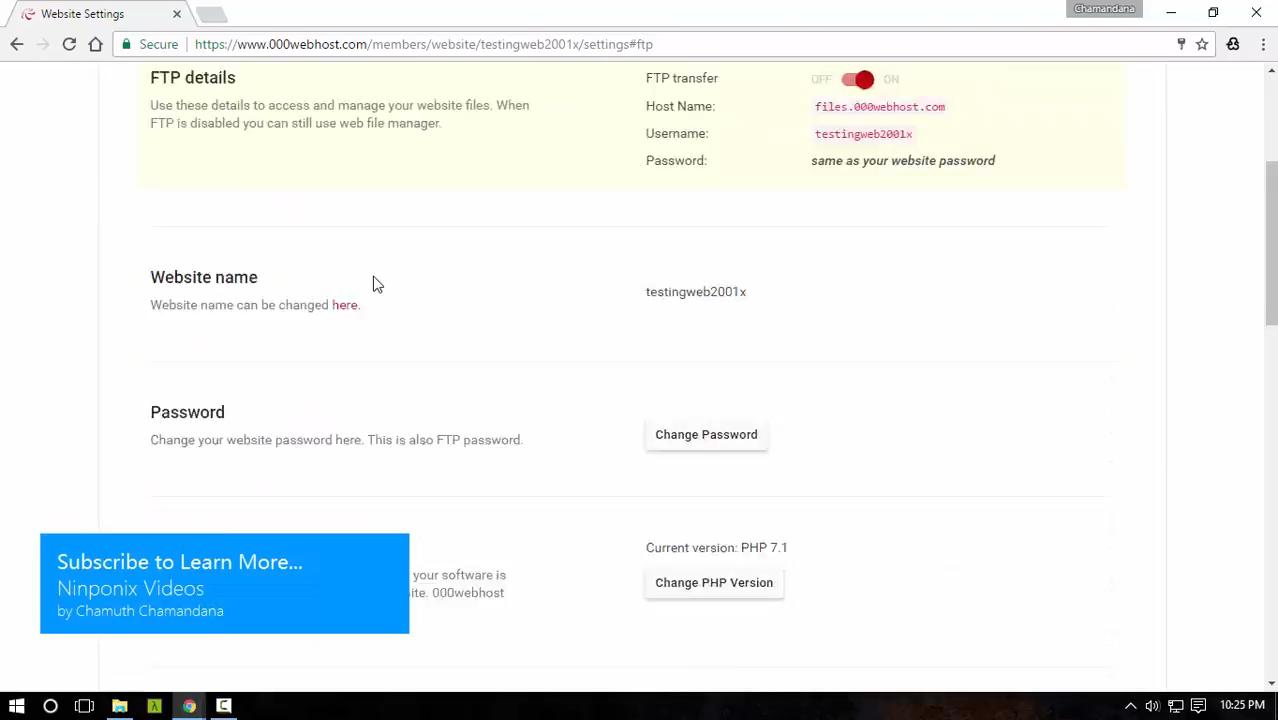 Website Settings
Chamandana
Secure
https://www.000webhost.com/members/website/testingweb2001x/settings#ftp
FTP details
Use these details to access and manage your website files. When
FTP is disabled you can still use web file manager.
FTP transfer OFF ON
Host Name: files.000webhost.com
Username: testingweb2001x
Password: same as your website password
Website name
Website name can be changed here.
testingweb2001x
Password
Change your website password here. This is also FTP password.
Change Password
Current version: PHP 7.1
your software is
site. 000webhost
Change PHP Version
Subscribe to Learn More...
Ninponix Videos
by Chamuth Chamandana
10:25 PM